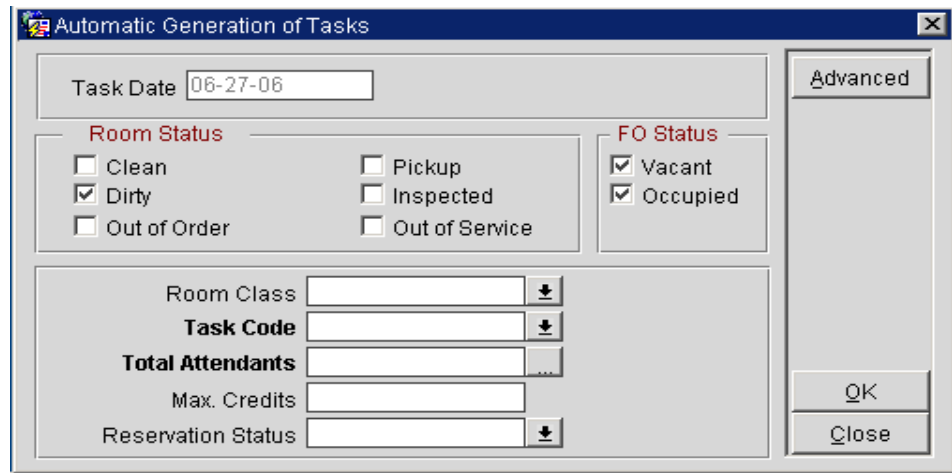 Automatic Generation of Tasks
Task Date 06-27-06
Advanced
Room Status
Clean
Pickup
Dirty
Inspected
Out of Order
Out of Service
FO Status
Vacant
Occupied
Room Class
Task Code
Total Attendants ...
Max. Credits
Reservation Status
OK
Close